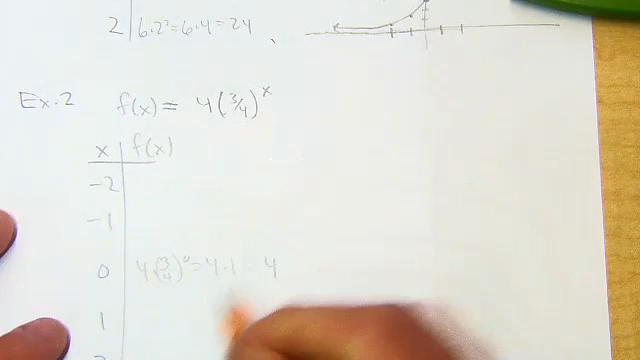 2 | 6·2²=6·4=24
Ex.2 f(x) = 4(3/4)^x
x | f(x)
-2
-1
0 | 4(3/4)^0 = 4·1 = 4
1